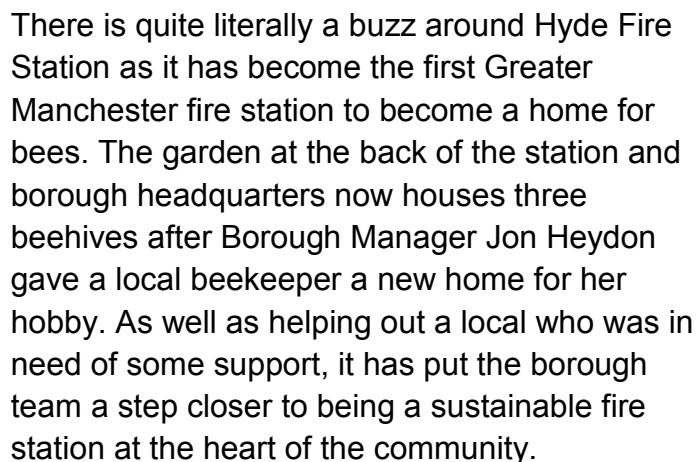 There is quite literally a buzz around Hyde Fire
Station as it has become the first Greater
Manchester fire station to become a home for
bees. The garden at the back of the station and
borough headquarters now houses three
beehives after Borough Manager Jon Heydon
gave a local beekeeper a new home for her
hobby. As well as helping out a local who was in
need of some support, it has put the borough
team a step closer to being a sustainable fire
station at the heart of the community.